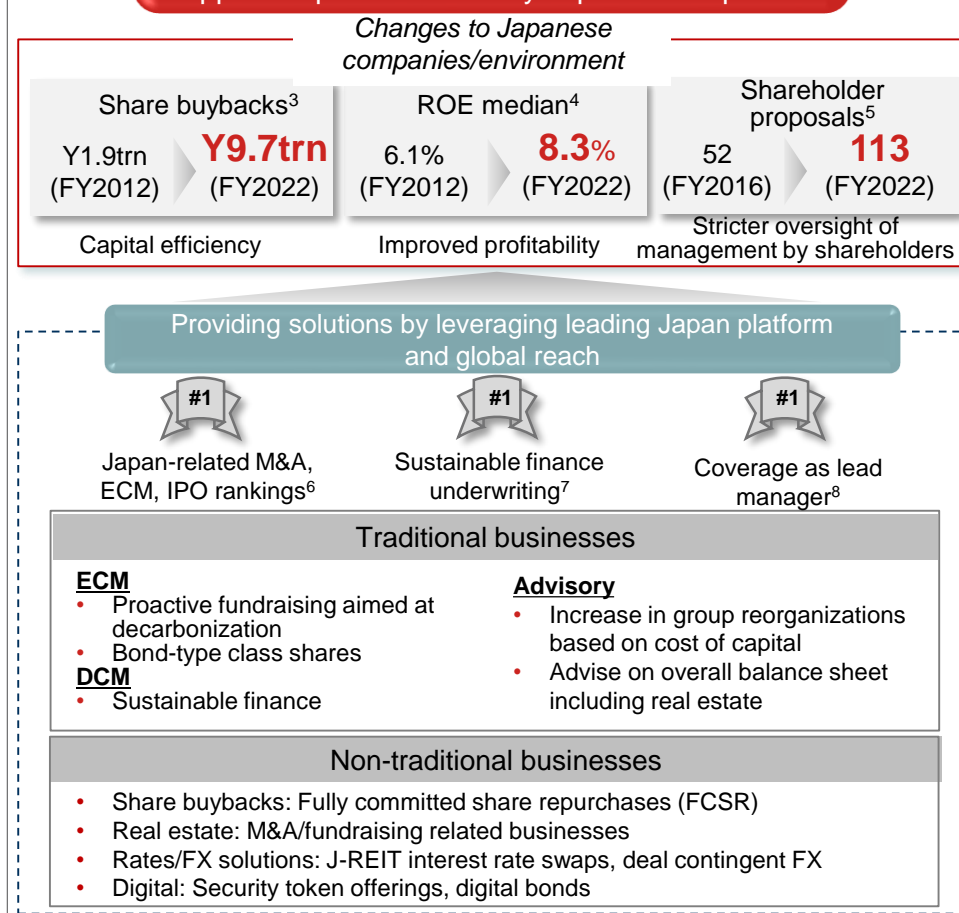 Changes to Japanese
companies/environment
Share buybacks3
Y1.9trn
(FY2012)
Y9.7trn
(FY2022)
Capital efficiency
ROE median4
6.1%
(FY2012)
8.3%
(FY2022)
Improved profitability
Shareholder
proposals5
52
(FY2016)
113
(FY2022)
Stricter oversight of
management by shareholders
Providing solutions by leveraging leading Japan platform
and global reach
#1
Japan-related M&A,
ECM, IPO rankings6
#1
Sustainable finance
underwriting7
#1
Coverage as lead
manager8
Traditional businesses
ECM
• Proactive fundraising aimed at
decarbonization
• Bond-type class shares
DCM
• Sustainable finance
Advisory
• Increase in group reorganizations
based on cost of capital
• Advise on overall balance sheet
including real estate
Non-traditional businesses
• Share buybacks: Fully committed share repurchases (FCSR)
• Real estate: M&A/fundraising related businesses
• Rates/FX solutions: J-REIT interest rate swaps, deal contingent FX
• Digital: Security token offerings, digital bonds